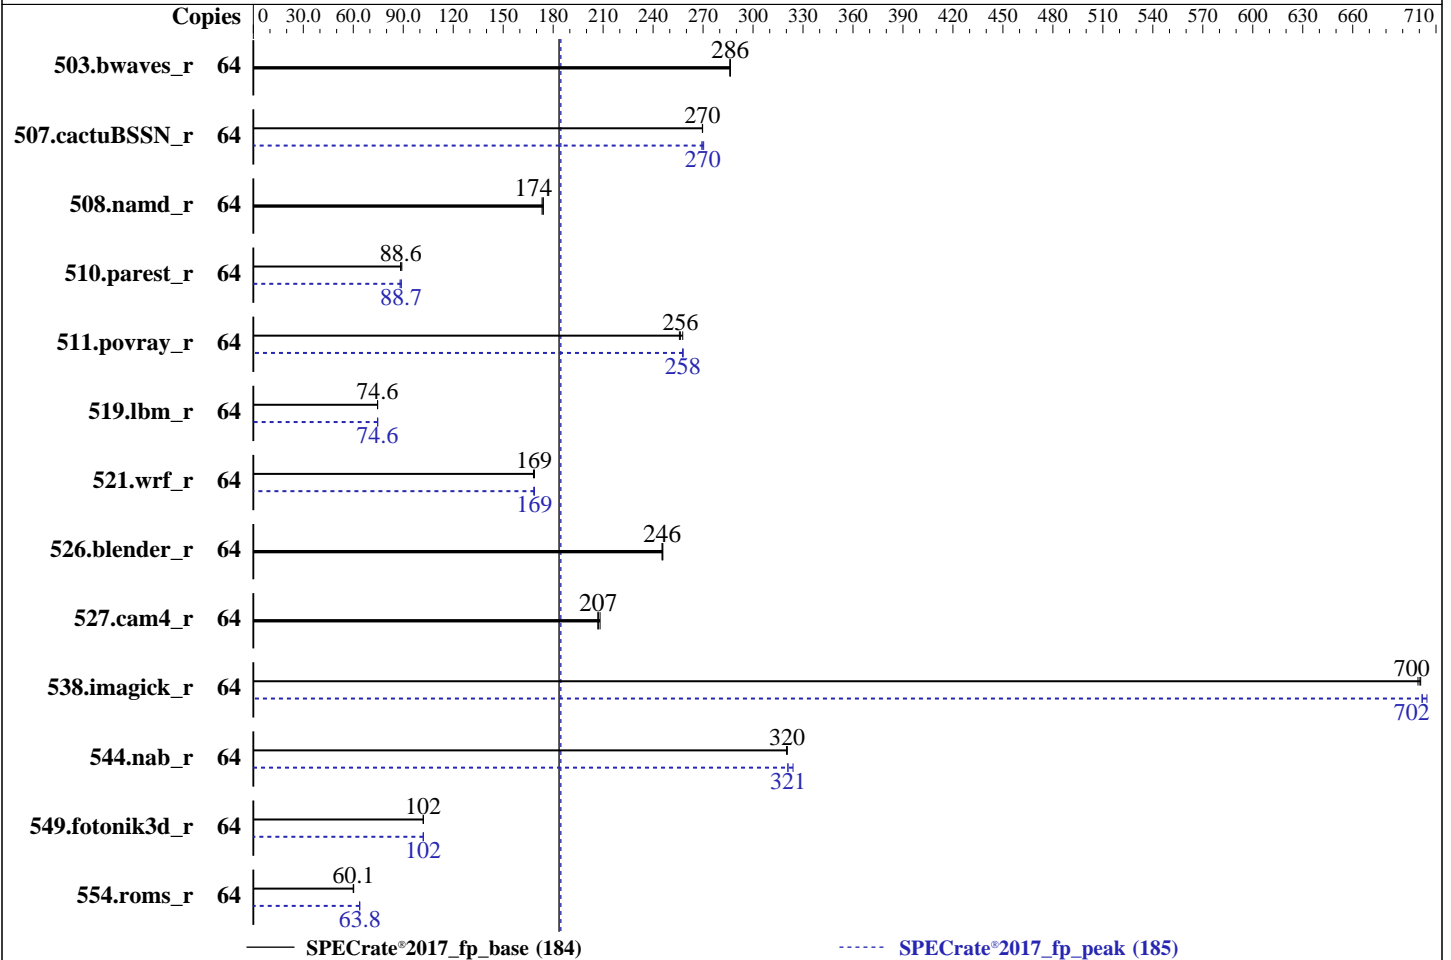 Copies 0 30.0 60.0 90.0 120 150 180 210 240 270 300 330 360 390 420 450 480 510 540 570 600 630 660 710
503.bwaves_r 64 286
507.cactuBSSN_r 64 270
270
508.namd_r 64 174
510.parest_r 64 88.6
88.7
511.povray_r 64 256
258
519.lbm_r 64 74.6
74.6
521.wrf_r 64 169
169
526.blender_r 64 246
527.cam4_r 64 207
538.imagick_r 64 700
702
544.nab_r 64 320
321
549.fotonik3d_r 64 102
102
554.roms_r 64 60.1
63.8
SPECrate®2017_fp_base (184) SPECrate®2017_fp_peak (185)